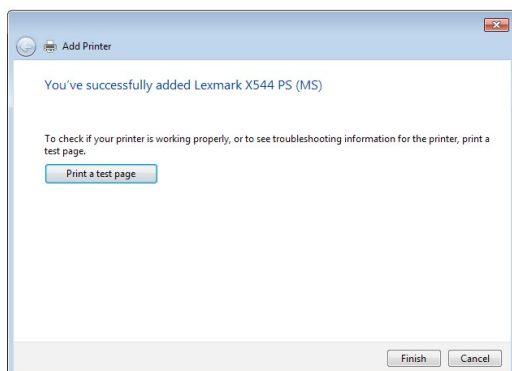 Add Printer
You've successfully added Lexmark X544 PS (MS)
To check if your printer is working properly, or to see troubleshooting information for the printer, print a
test page.
Print a test page
Finish
Cancel